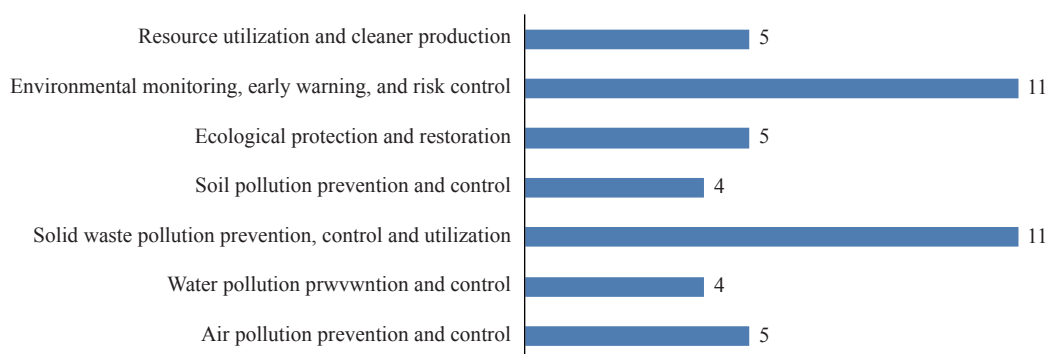 Resource utilization and cleaner production 5
Environmental monitoring, early warning, and risk control 11
Ecological protection and restoration 5
Soil pollution prevention and control 4
Solid waste pollution prevention, control and utilization 11
Water pollution prwvwntion and control 4
Air pollution prevention and control 5